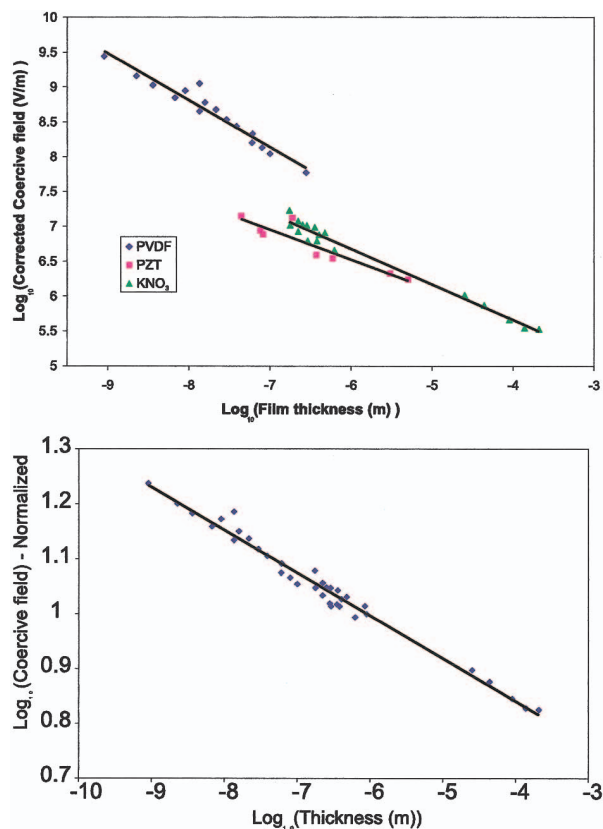 10
9.5
9
8.5
8
7.5
7
6.5
6
5.5
5
Log₁₀(Corrected Coercive field (V/m))
PVDF
PZT
KNO₃
-9 -8 -7 -6 -5 -4 -3
Log₁₀(Film thickness (m) )
1.3
1.2
1.1
1
0.9
0.8
0.7
Log₁₀(Coercive field) - Normalized
-10 -9 -8 -7 -6 -5 -4 -3
Log₁₀(Thickness (m))